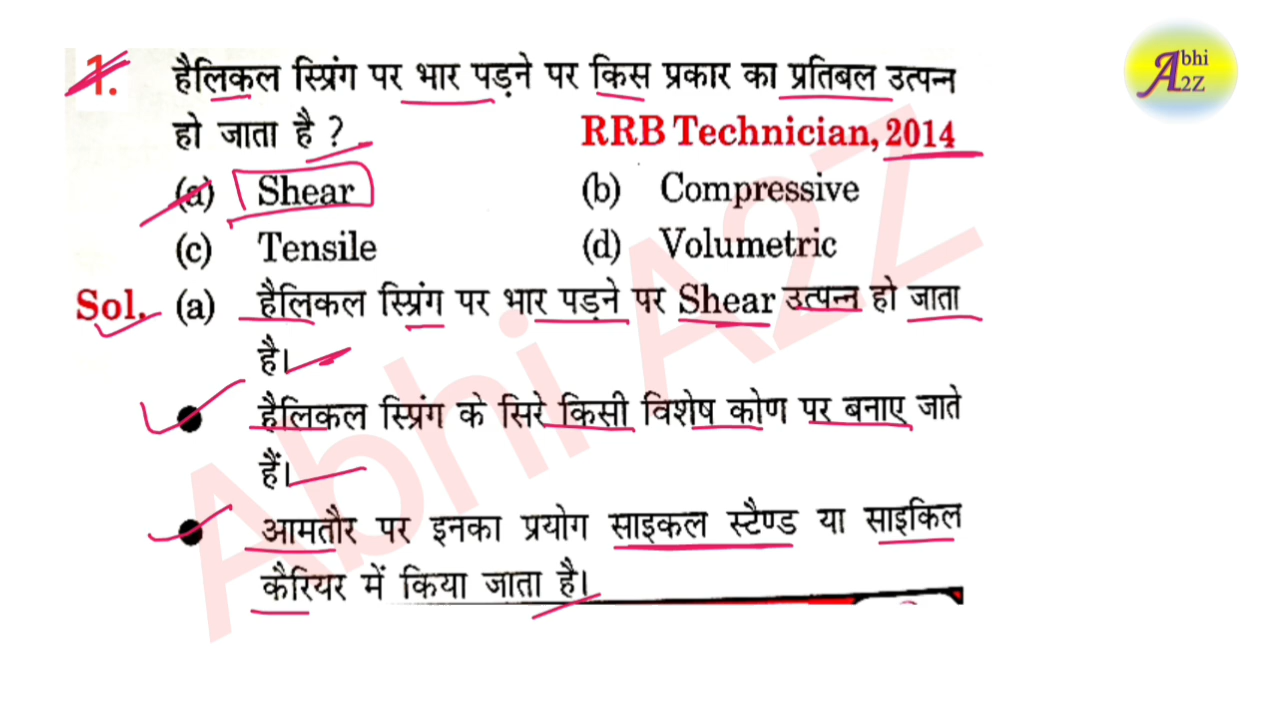 Abhi
A2Z
1. हैलिकल स्प्रिंग पर भार पड़ने पर किस प्रकार का प्रतिबल उत्पन्न
हो जाता है ? RRB Technician, 2014
(a) Shear (b) Compressive
(c) Tensile (d) Volumetric
Sol. (a) हैलिकल स्प्रिंग पर भार पड़ने पर Shear उत्पन्न हो जाता
है।
● हैलिकल स्प्रिंग के सिरे किसी विशेष कोण पर बनाए जाते
हैं।
● आमतौर पर इनका प्रयोग साइकल स्टैण्ड या साइकिल
कैरियर में किया जाता है।
Abhi A2Z